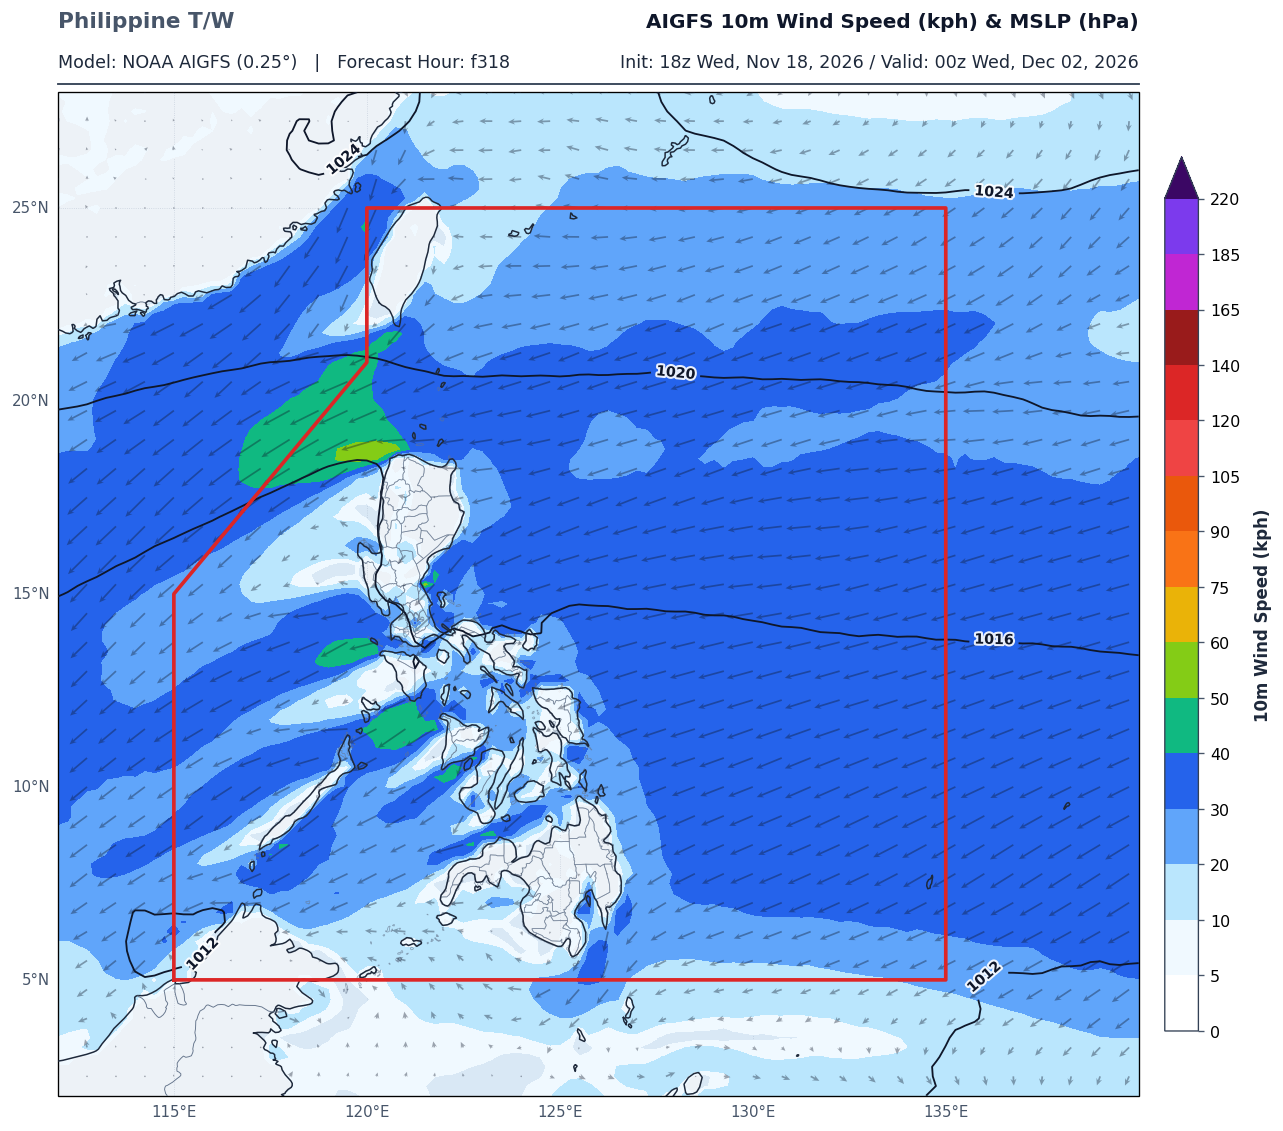 Philippine T/W
AIGFS 10m Wind Speed (kph) & MSLP (hPa)
Model: NOAA AIGFS (0.25°) | Forecast Hour: f318
Init: 18z Wed, Nov 18, 2026 / Valid: 00z Wed, Dec 02, 2026
1024
1024
1020
1016
1012
1012
25°N
20°N
15°N
10°N
5°N
115°E
120°E
125°E
130°E
135°E
220
185
165
140
120
105
90
75
60
50
40
30
20
10
5
0
10m Wind Speed (kph)